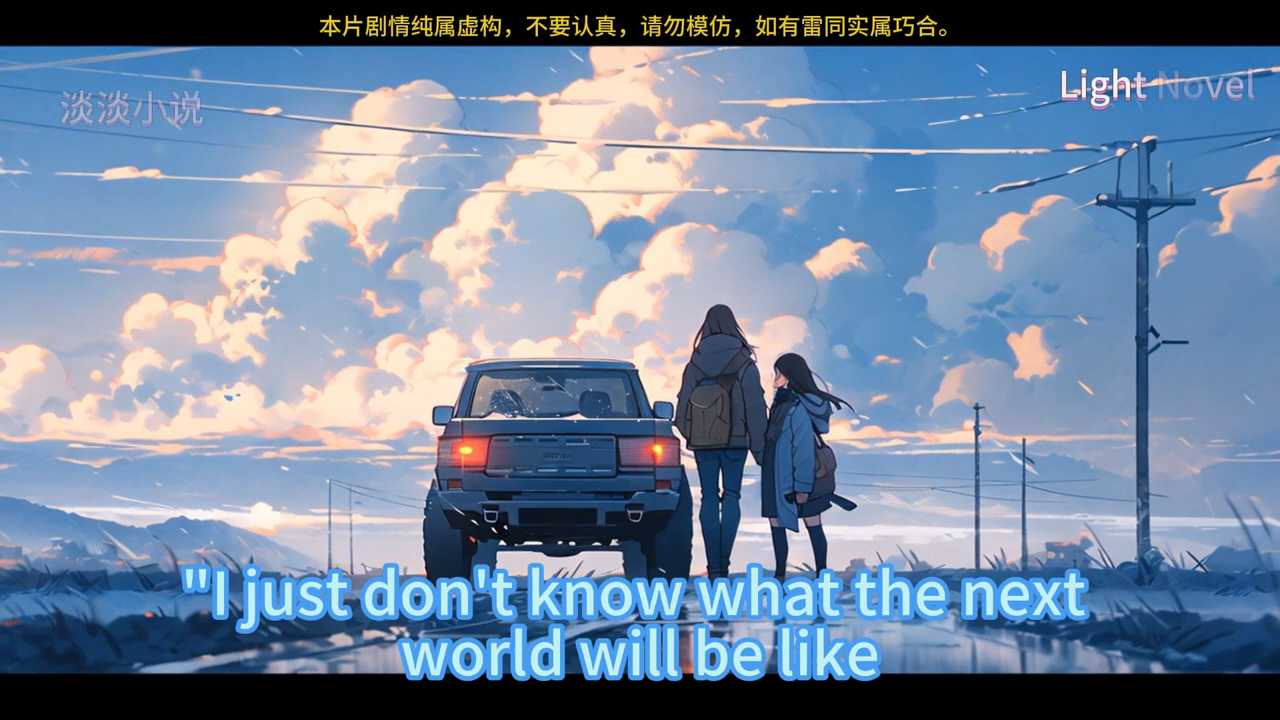 本片剧情纯属虚构，不要认真，请勿模仿，如有雷同实属巧合。
淡淡小说
Light Novel
"I just don't know what the next
world will be like